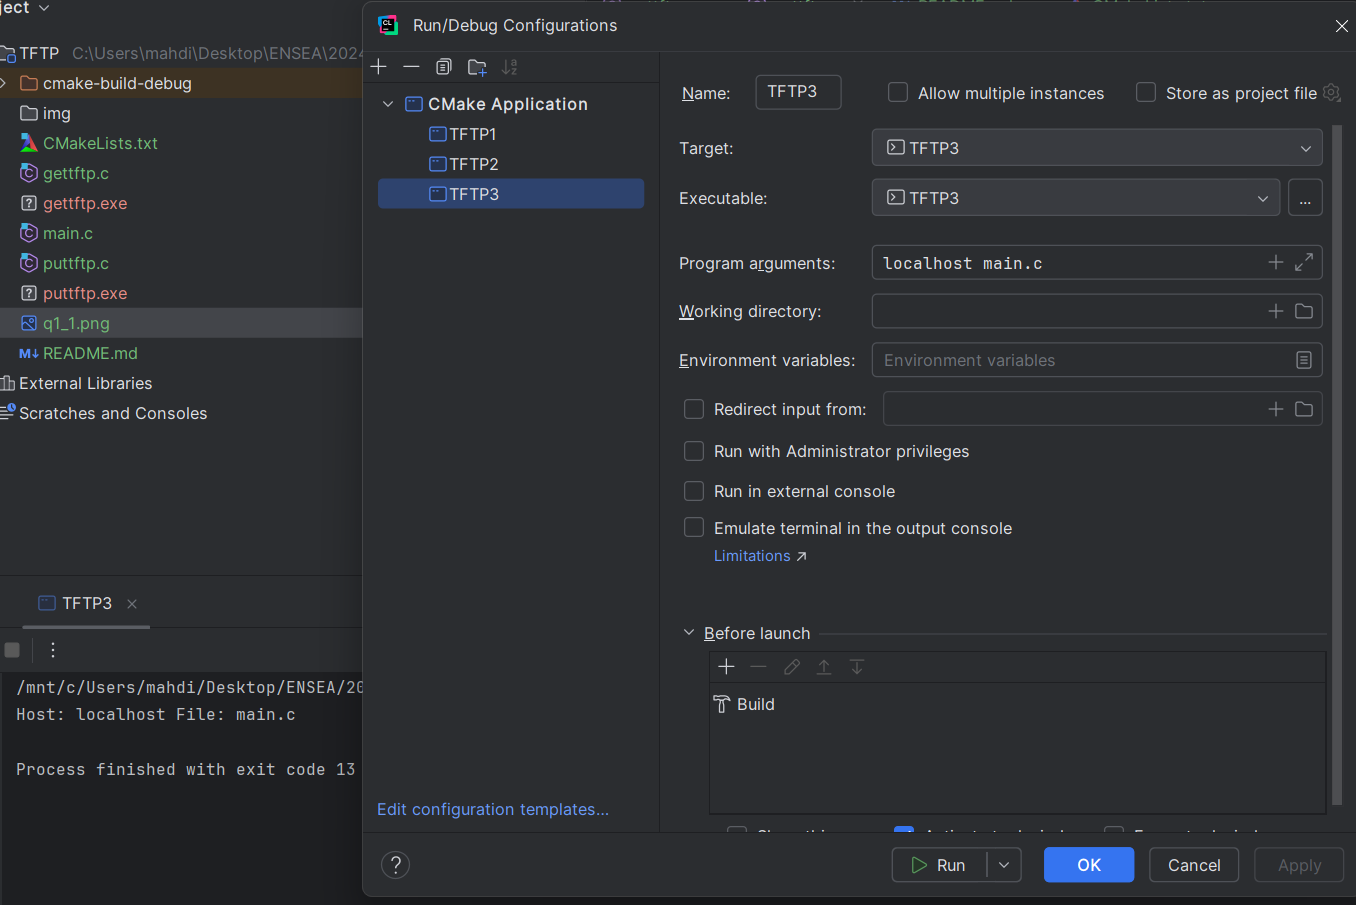 ject
TFTP C:\Users\mahdi\Desktop\ENSEA\2024
cmake-build-debug
img
CMakeLists.txt
gettftp.c
gettftp.exe
main.c
puttftp.c
puttftp.exe
q1_1.png
README.md
External Libraries
Scratches and Consoles
TFTP3
/mnt/c/Users/mahdi/Desktop/ENSEA/20
Host: localhost File: main.c
Process finished with exit code 13
Run/Debug Configurations
CMake Application
TFTP1
TFTP2
TFTP3
Edit configuration templates...
Name: TFTP3 Allow multiple instances Store as project file
Target: TFTP3
Executable: TFTP3 ...
Program arguments: localhost main.c
Working directory:
Environment variables: Environment variables
Redirect input from:
Run with Administrator privileges
Run in external console
Emulate terminal in the output console
Limitations
Before launch
Build
? Run OK Cancel Apply